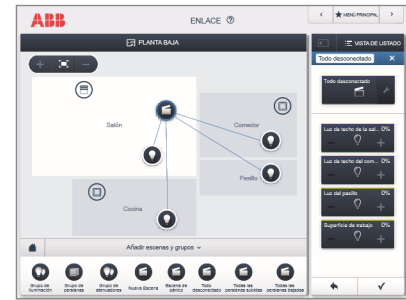 ABB
ENLACE ?
MENÚ PRINCIPAL
PLANTA BAJA
VISTA DE LISTADO
Todo desconectado X
Todo desconectado
Salón
Comedor
Luz de techo de la sal.. 0%
Luz de techo del com... 0%
Pasillo
Luz del pasillo 0%
Cocina
Superficie de trabajo 0%
Añadir escenas y grupos
Grupo de iluminación
Grupo de persianas
Grupo de atenuadores
Nueva Escena
Escena de pánico
Todo desconectado
Todas las persianas subidas
Todas las persianas bajadas